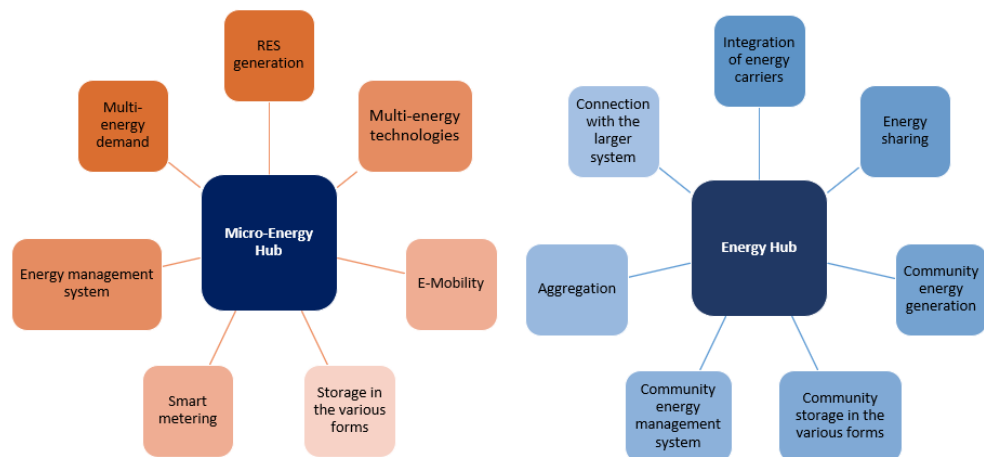 RES
generation
Multi-energy
technologies
E-Mobility
Storage in
the various
forms
Smart
metering
Energy management
system
Multi-
energy
demand
Micro-Energy
Hub
Integration
of energy
carriers
Energy
sharing
Community
energy
generation
Community
storage in the
various forms
Community
energy
management
system
Aggregation
Connection
with the
larger
system
Energy Hub